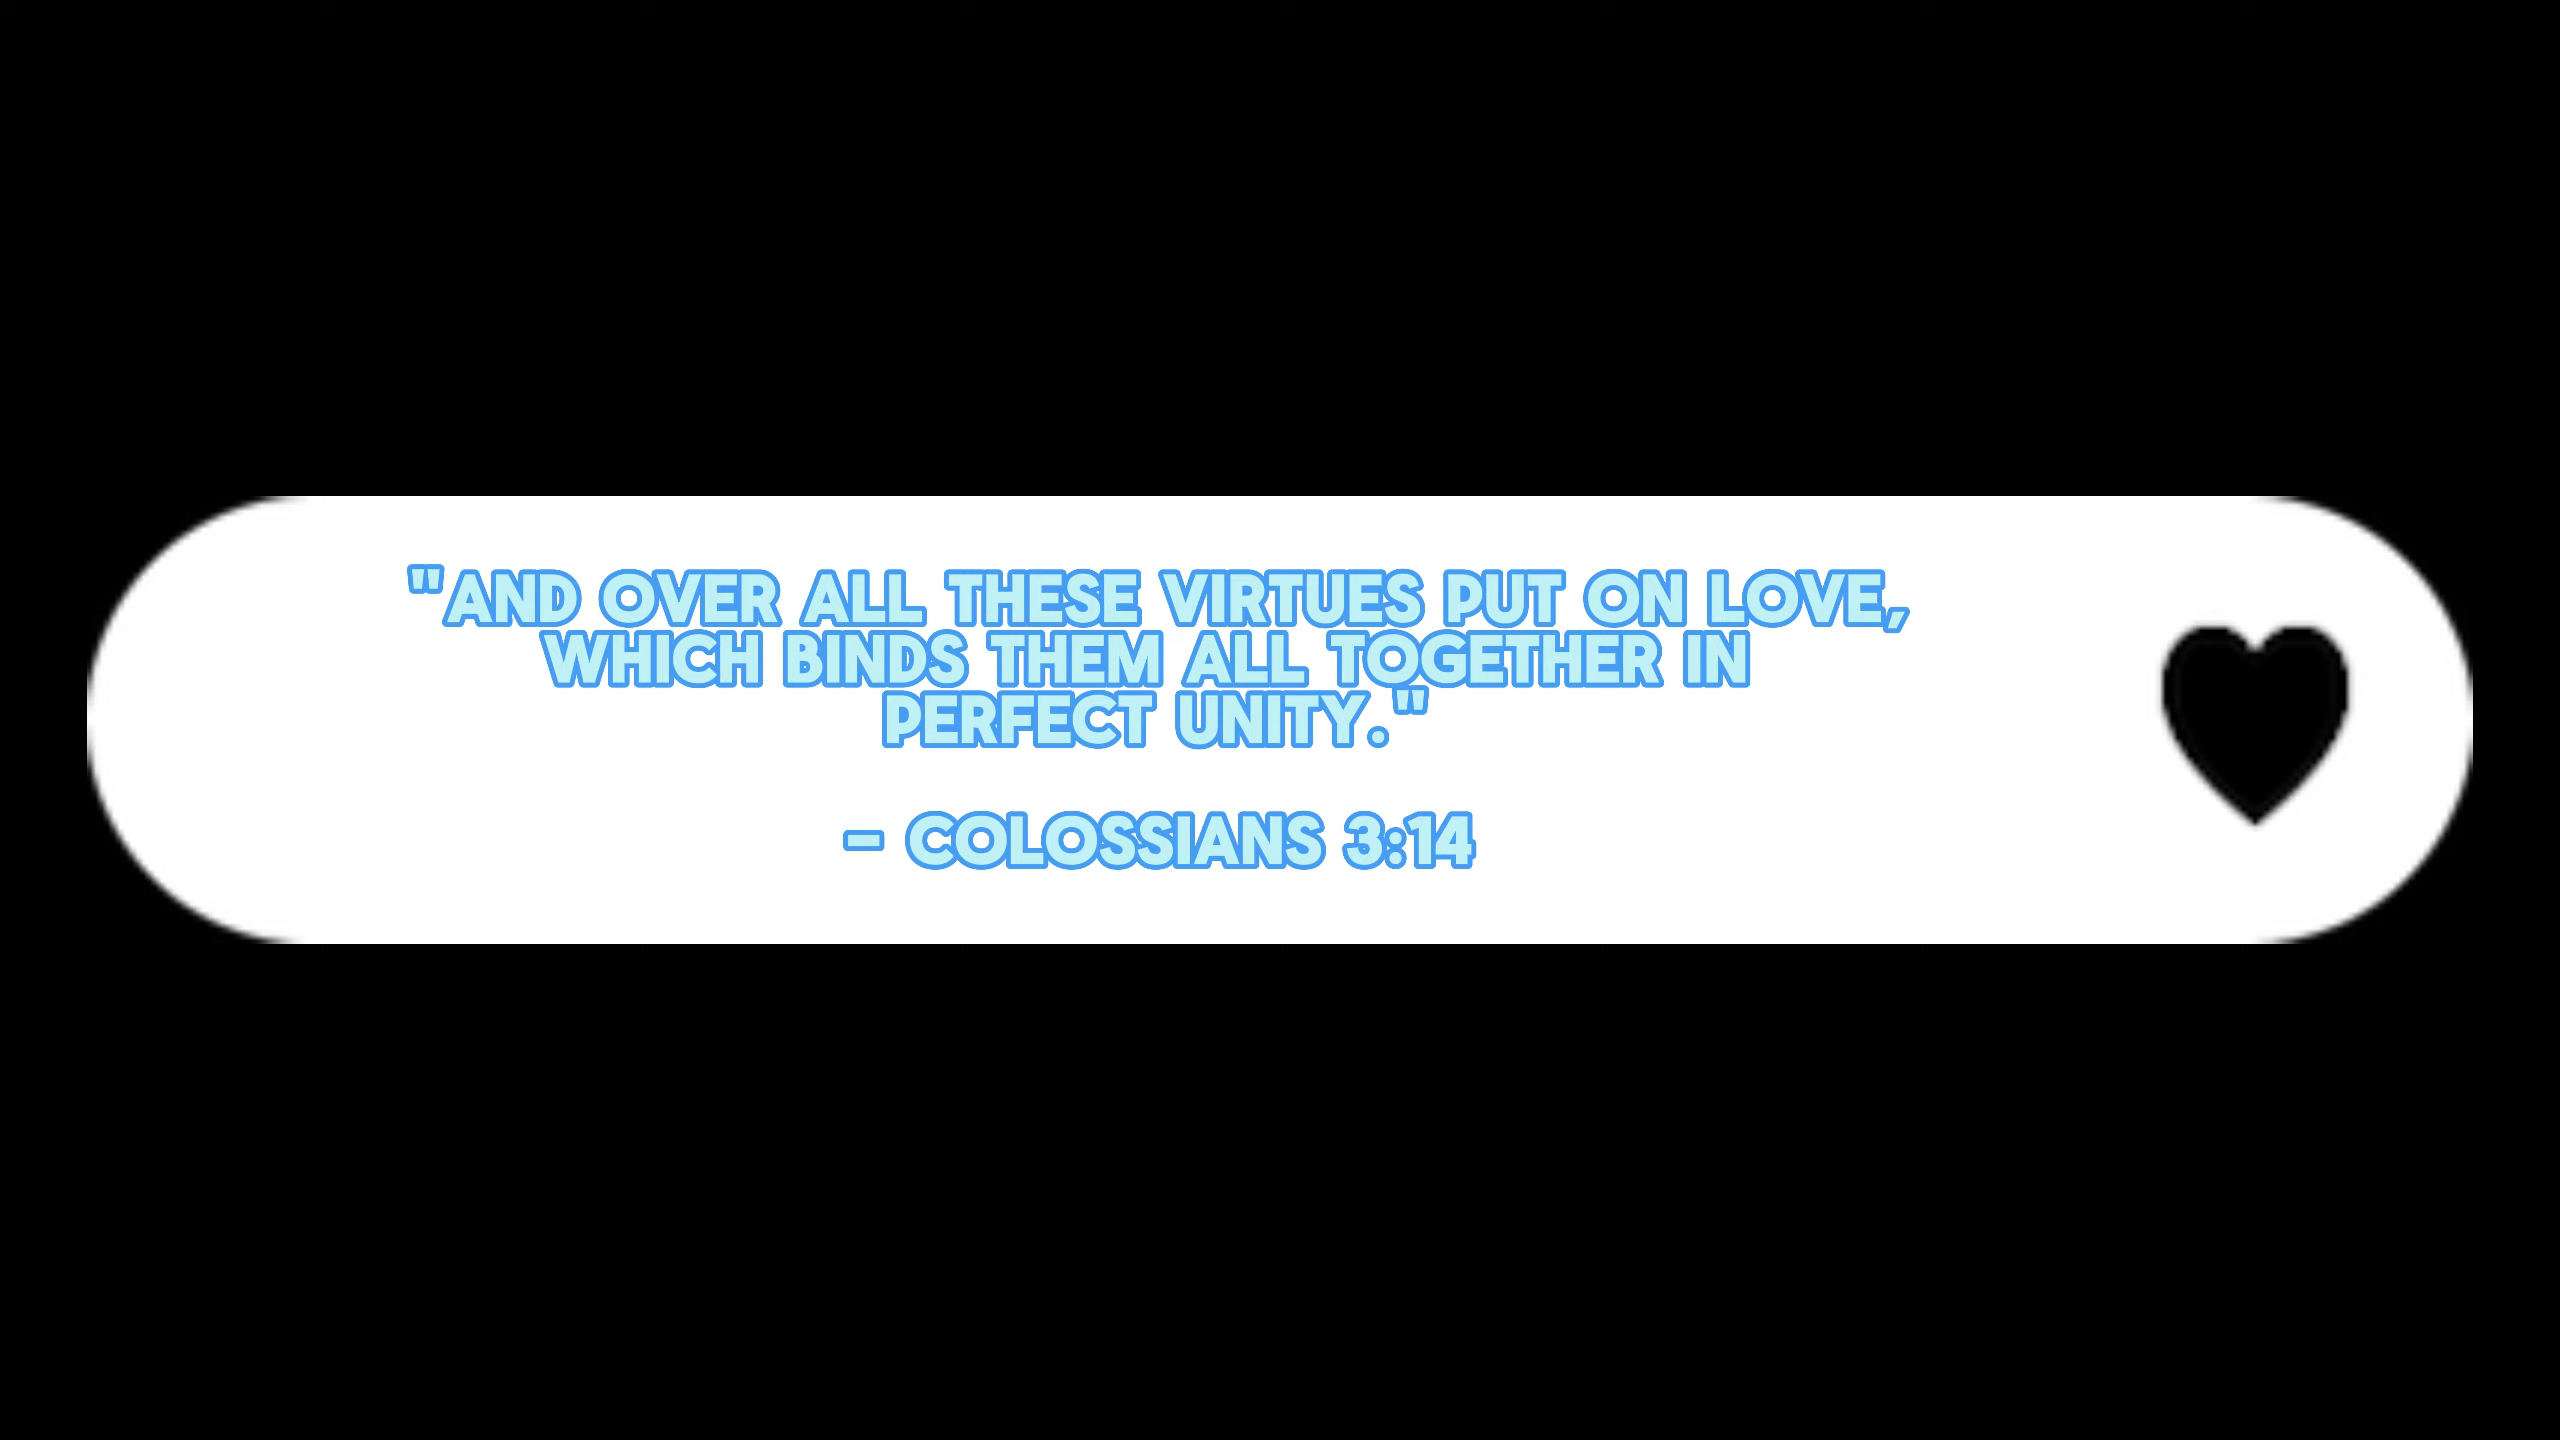 "AND OVER ALL THESE VIRTUES PUT ON LOVE,
WHICH BINDS THEM ALL TOGETHER IN
PERFECT UNITY."
- COLOSSIANS 3:14